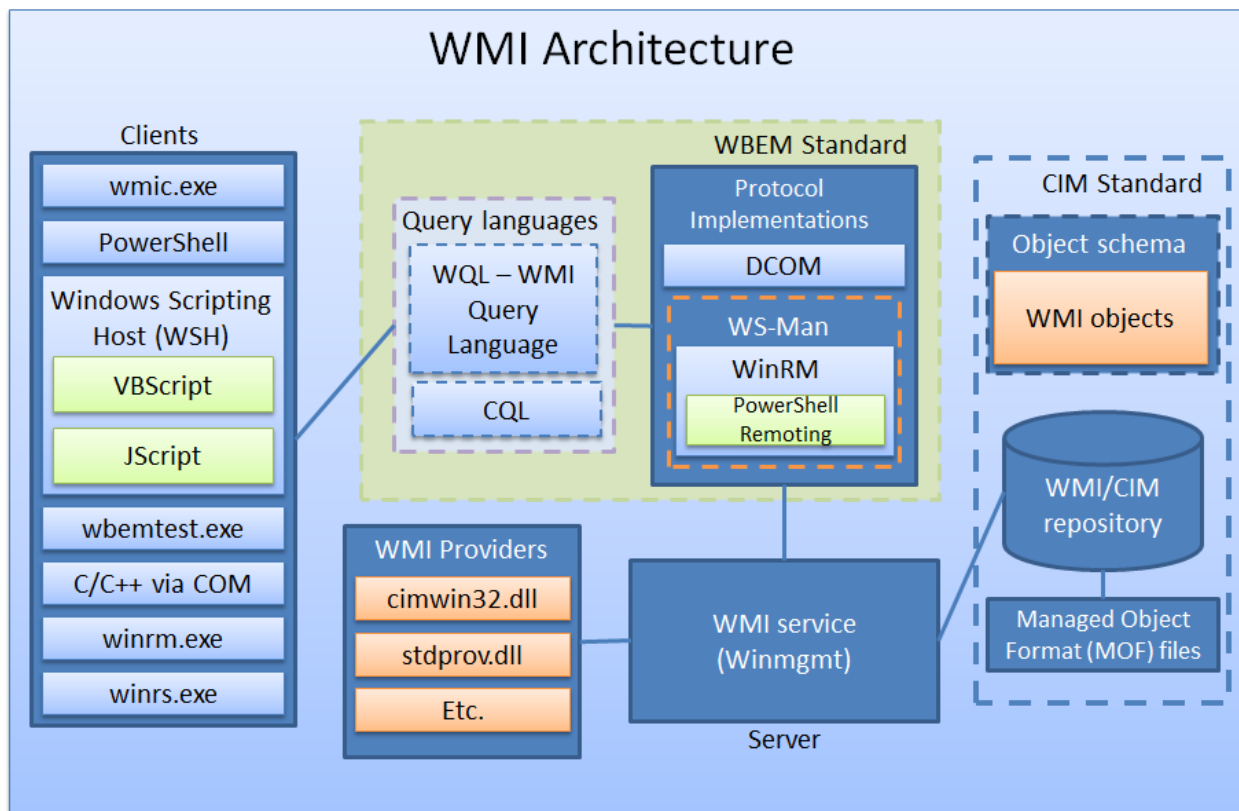 WMI Architecture
Clients
wmic.exe
PowerShell
Windows Scripting
Host (WSH)
VBScript
JScript
wbemtest.exe
C/C++ via COM
winrm.exe
winrs.exe
WBEM Standard
Query languages
WQL – WMI
Query
Language
CQL
Protocol
Implementations
DCOM
WS-Man
WinRM
PowerShell
Remoting
CIM Standard
Object schema
WMI objects
WMI/CIM
repository
Managed Object
Format (MOF) files
WMI Providers
cimwin32.dll
stdprov.dll
Etc.
WMI service
(Winmgmt)
Server